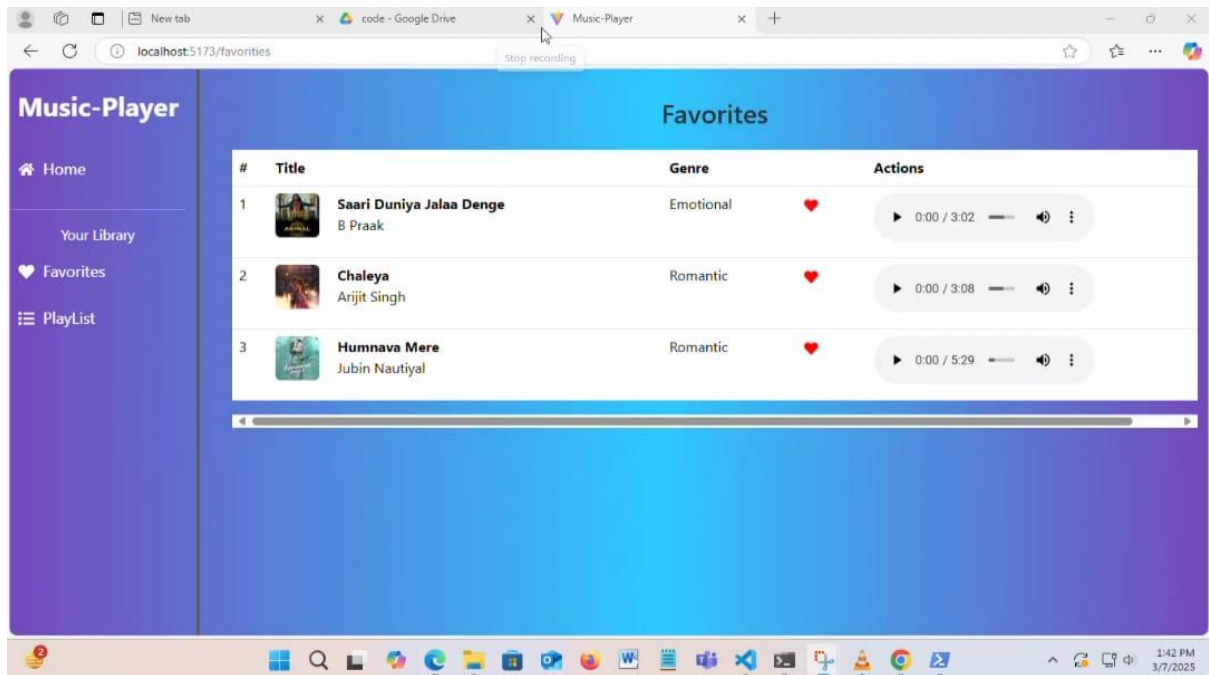 New tab
code - Google Drive
Music-Player
localhost:5173/favorites
Stop recording
Music-Player
Home
Your Library
Favorites
PlayList
Favorites
# Title Genre Actions
1 Saari Duniya Jalaa Denge Emotional 0:00 / 3:02
B Praak
ANIMAL
2 Chaleya Romantic 0:00 / 3:08
Arijit Singh
3 Humnava Mere Romantic 0:00 / 5:29
Jubin Nautiyal
2
1:42 PM
3/7/2025